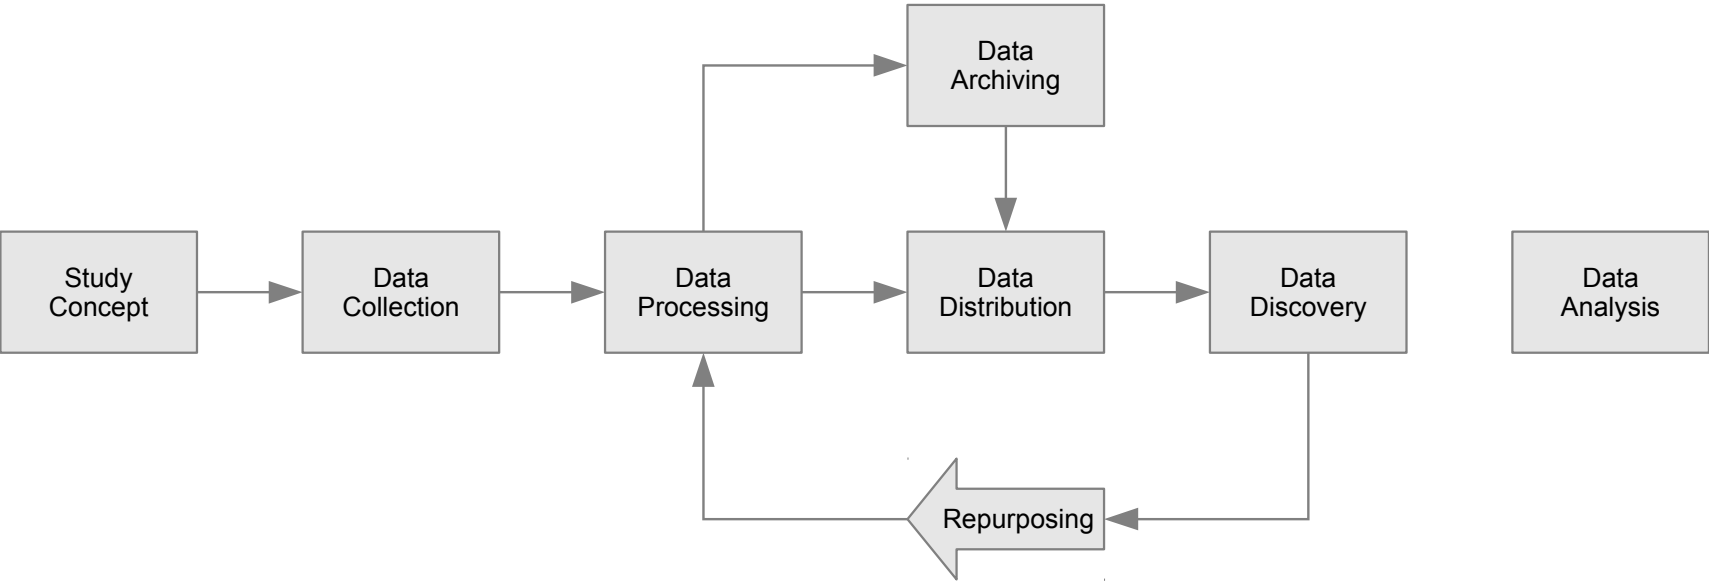 Data
Archiving
Study
Concept
Data
Collection
Data
Processing
Data
Distribution
Data
Discovery
Data
Analysis
Repurposing